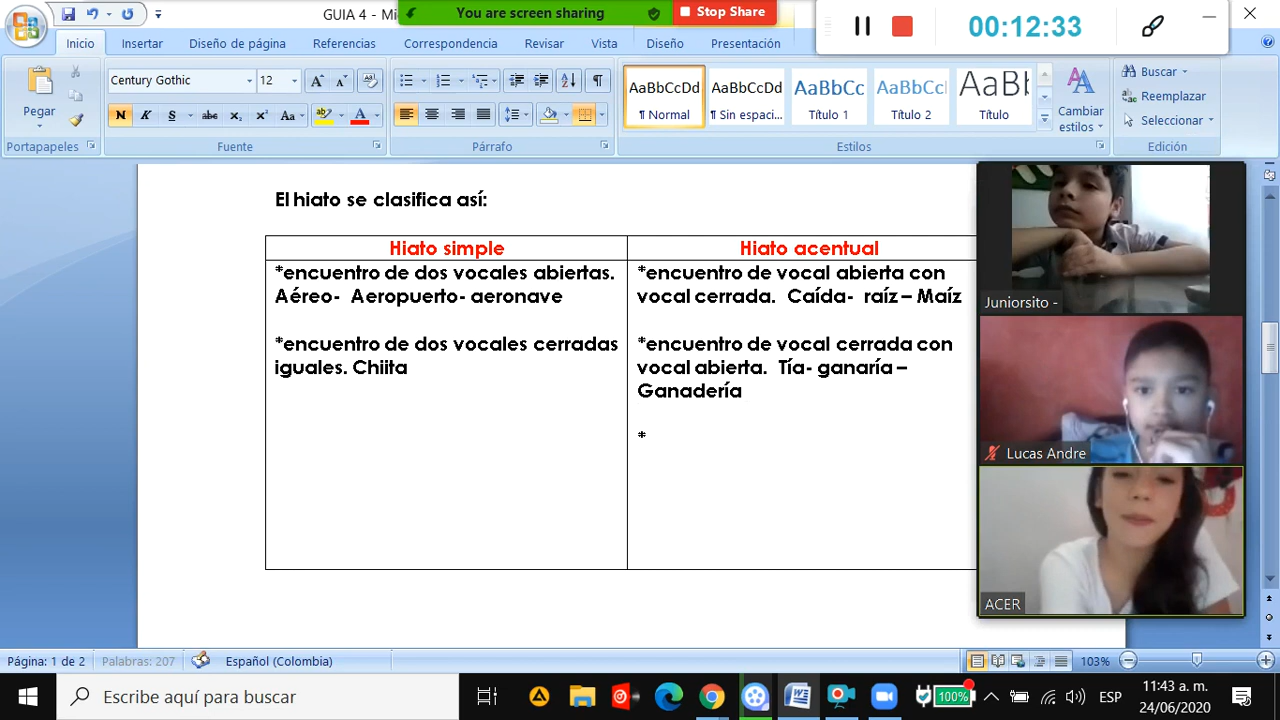 GUIA 4 - Mi
You are screen sharing
Stop Share
00:12:33
Inicio
Insertar
Diseño de página
Referencias
Correspondencia
Revisar
Vista
Diseño
Presentación
Pegar
Portapapeles
Century Gothic
12
N K S abc x₂ x² Aa
Fuente
Párrafo
AaBbCcDd AaBbCcDd AaBbCc AaBbCcI AaBb
¶ Normal
¶ Sin espaci...
Título 1
Título 2
Título
Cambiar
estilos
Estilos
Buscar
Reemplazar
Seleccionar
Edición
El hiato se clasifica así:
Hiato simple
*encuentro de dos vocales abiertas.
Aéreo- Aeropuerto- aeronave
*encuentro de dos vocales cerradas
iguales. Chiita
Hiato acentual
*encuentro de vocal abierta con
vocal cerrada. Caída- raíz – Maíz
*encuentro de vocal cerrada con
vocal abierta. Tía- ganaría –
Ganadería
*
Juniorsito -
Lucas Andre
ACER
Página: 1 de 2
Palabras: 207
Español (Colombia)
103%
Escribe aquí para buscar
100%
ESP
11:43 a. m.
24/06/2020